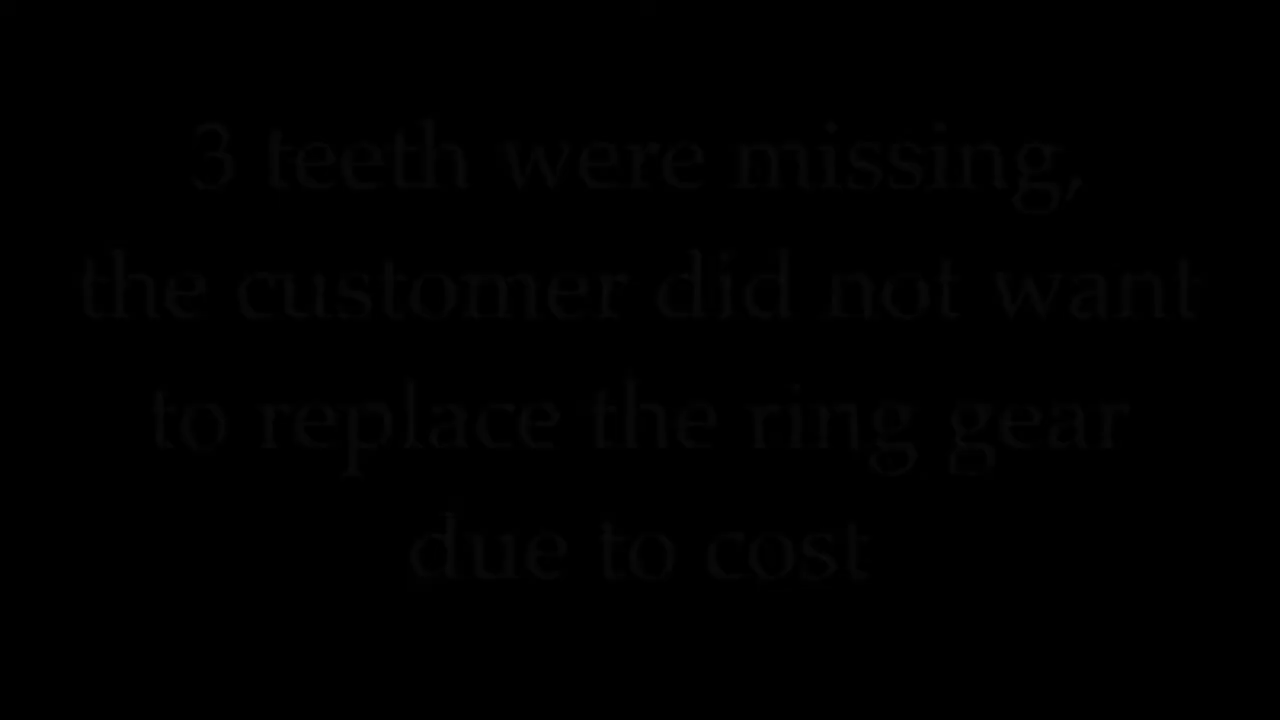 3 teeth were missing,
the customer did not want
to replace the ring gear
due to cost